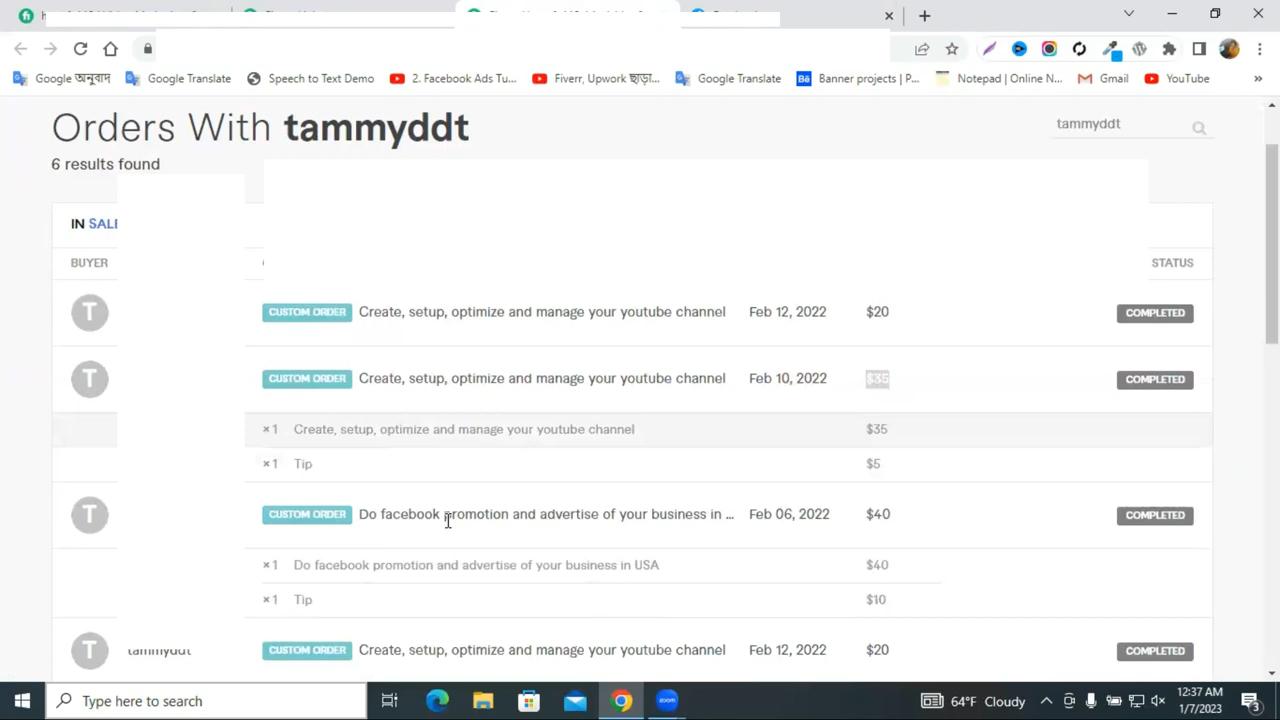 Google অনুবাদ Google Translate Speech to Text Demo 2. Facebook Ads Tu... Fiverr, Upwork ছাড়া... Google Translate Banner projects | P... Notepad | Online N... Gmail YouTube »
Orders With tammyddt
tammyddt
6 results found
IN SALE
BUYER STATUS
T CUSTOM ORDER Create, setup, optimize and manage your youtube channel Feb 12, 2022 $20 COMPLETED
T CUSTOM ORDER Create, setup, optimize and manage your youtube channel Feb 10, 2022 $35 COMPLETED
× 1 Create, setup, optimize and manage your youtube channel $35
× 1 Tip $5
T CUSTOM ORDER Do facebook promotion and advertise of your business in ... Feb 06, 2022 $40 COMPLETED
× 1 Do facebook promotion and advertise of your business in USA $40
× 1 Tip $10
T tammyddt CUSTOM ORDER Create, setup, optimize and manage your youtube channel Feb 12, 2022 $20 COMPLETED
Type here to search zoom 64°F Cloudy 12:37 AM
1/7/2023 3